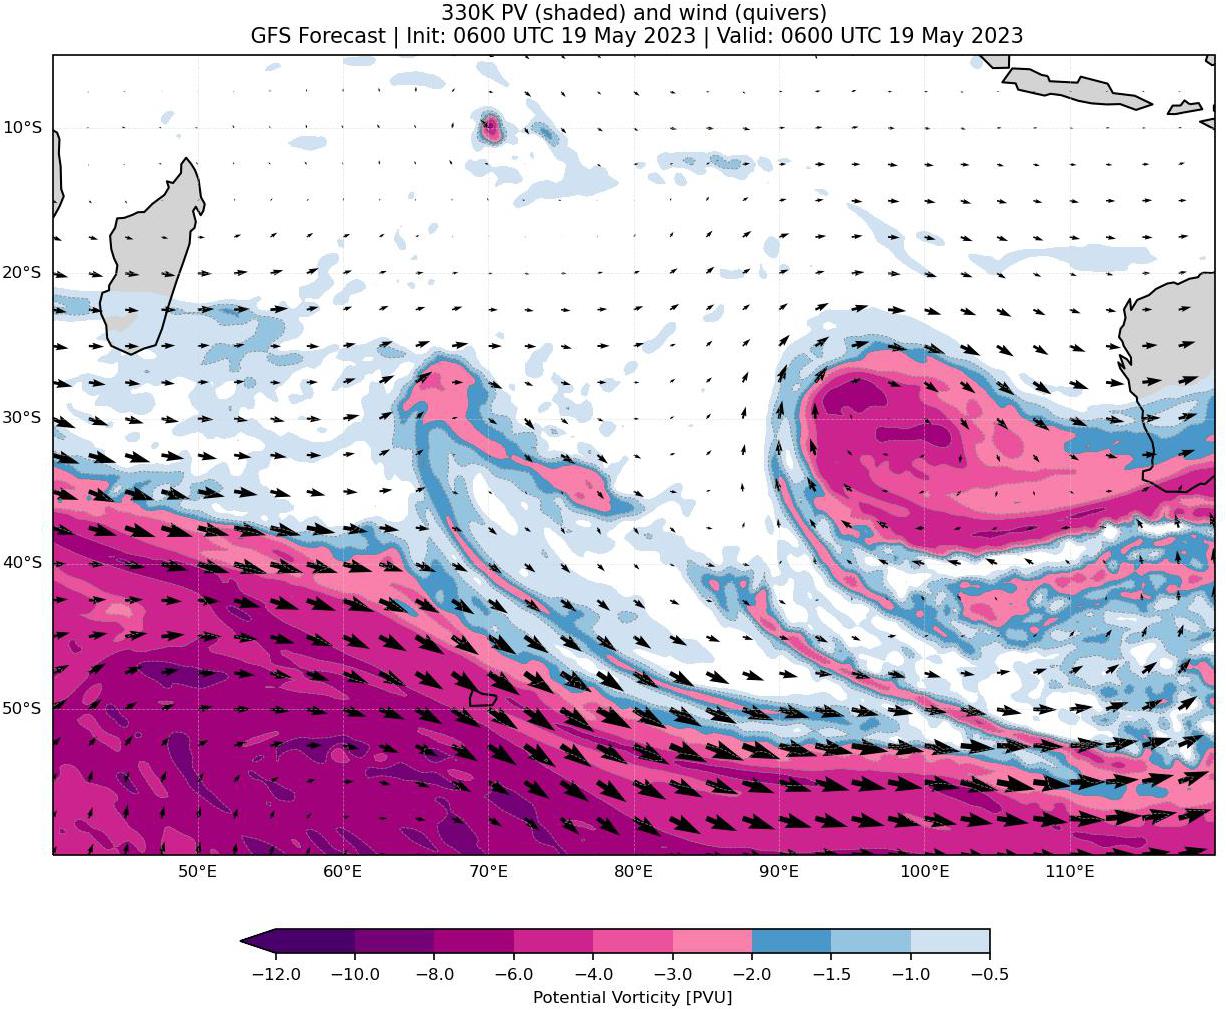 330K PV (shaded) and wind (quivers)
GFS Forecast | Init: 0600 UTC 19 May 2023 | Valid: 0600 UTC 19 May 2023
10°S
20°S
30°S
40°S
50°S
50°E 60°E 70°E 80°E 90°E 100°E 110°E
−12.0 −10.0 −8.0 −6.0 −4.0 −3.0 −2.0 −1.5 −1.0 −0.5
Potential Vorticity [PVU]